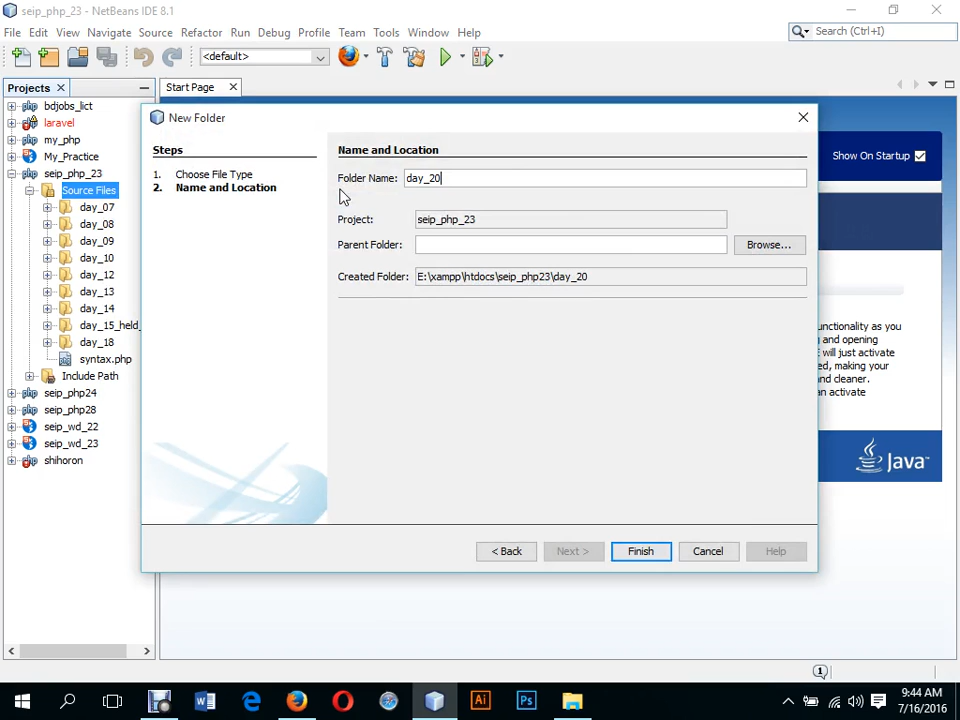 seip_php_23 - NetBeans IDE 8.1
File Edit View Navigate Source Refactor Run Debug Profile Team Tools Window Help
Search (Ctrl+I)
<default>
Projects
Start Page
bdjobs_lict
laravel
my_php
My_Practice
seip_php_23
Source Files
day_07
day_08
day_09
day_10
day_12
day_13
day_14
day_15_held_
day_18
syntax.php
Include Path
seip_php24
seip_php28
seip_wd_22
seip_wd_23
shihoron
New Folder
Steps
1. Choose File Type
2. Name and Location
Name and Location
Folder Name: day_20
Project: seip_php_23
Parent Folder:
Browse...
Created Folder: E:\xampp\htdocs\seip_php23\day_20
< Back
Next >
Finish
Cancel
Help
Show On Startup
unctionality as you
ng and opening
E will just activate
ed, making your
and cleaner.
an activate
Java
1
Ai
Ps
9:44 AM
7/16/2016